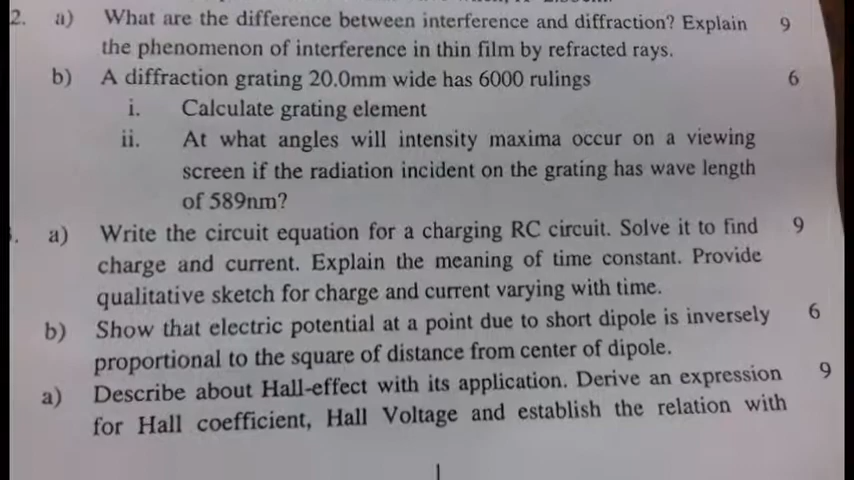 2. a) What are the difference between interference and diffraction? Explain 9
the phenomenon of interference in thin film by refracted rays.
b) A diffraction grating 20.0mm wide has 6000 rulings 6
i. Calculate grating element
ii. At what angles will intensity maxima occur on a viewing
screen if the radiation incident on the grating has wave length
of 589nm?
a) Write the circuit equation for a charging RC circuit. Solve it to find 9
charge and current. Explain the meaning of time constant. Provide
qualitative sketch for charge and current varying with time.
b) Show that electric potential at a point due to short dipole is inversely 6
proportional to the square of distance from center of dipole.
a) Describe about Hall-effect with its application. Derive an expression 9
for Hall coefficient, Hall Voltage and establish the relation with